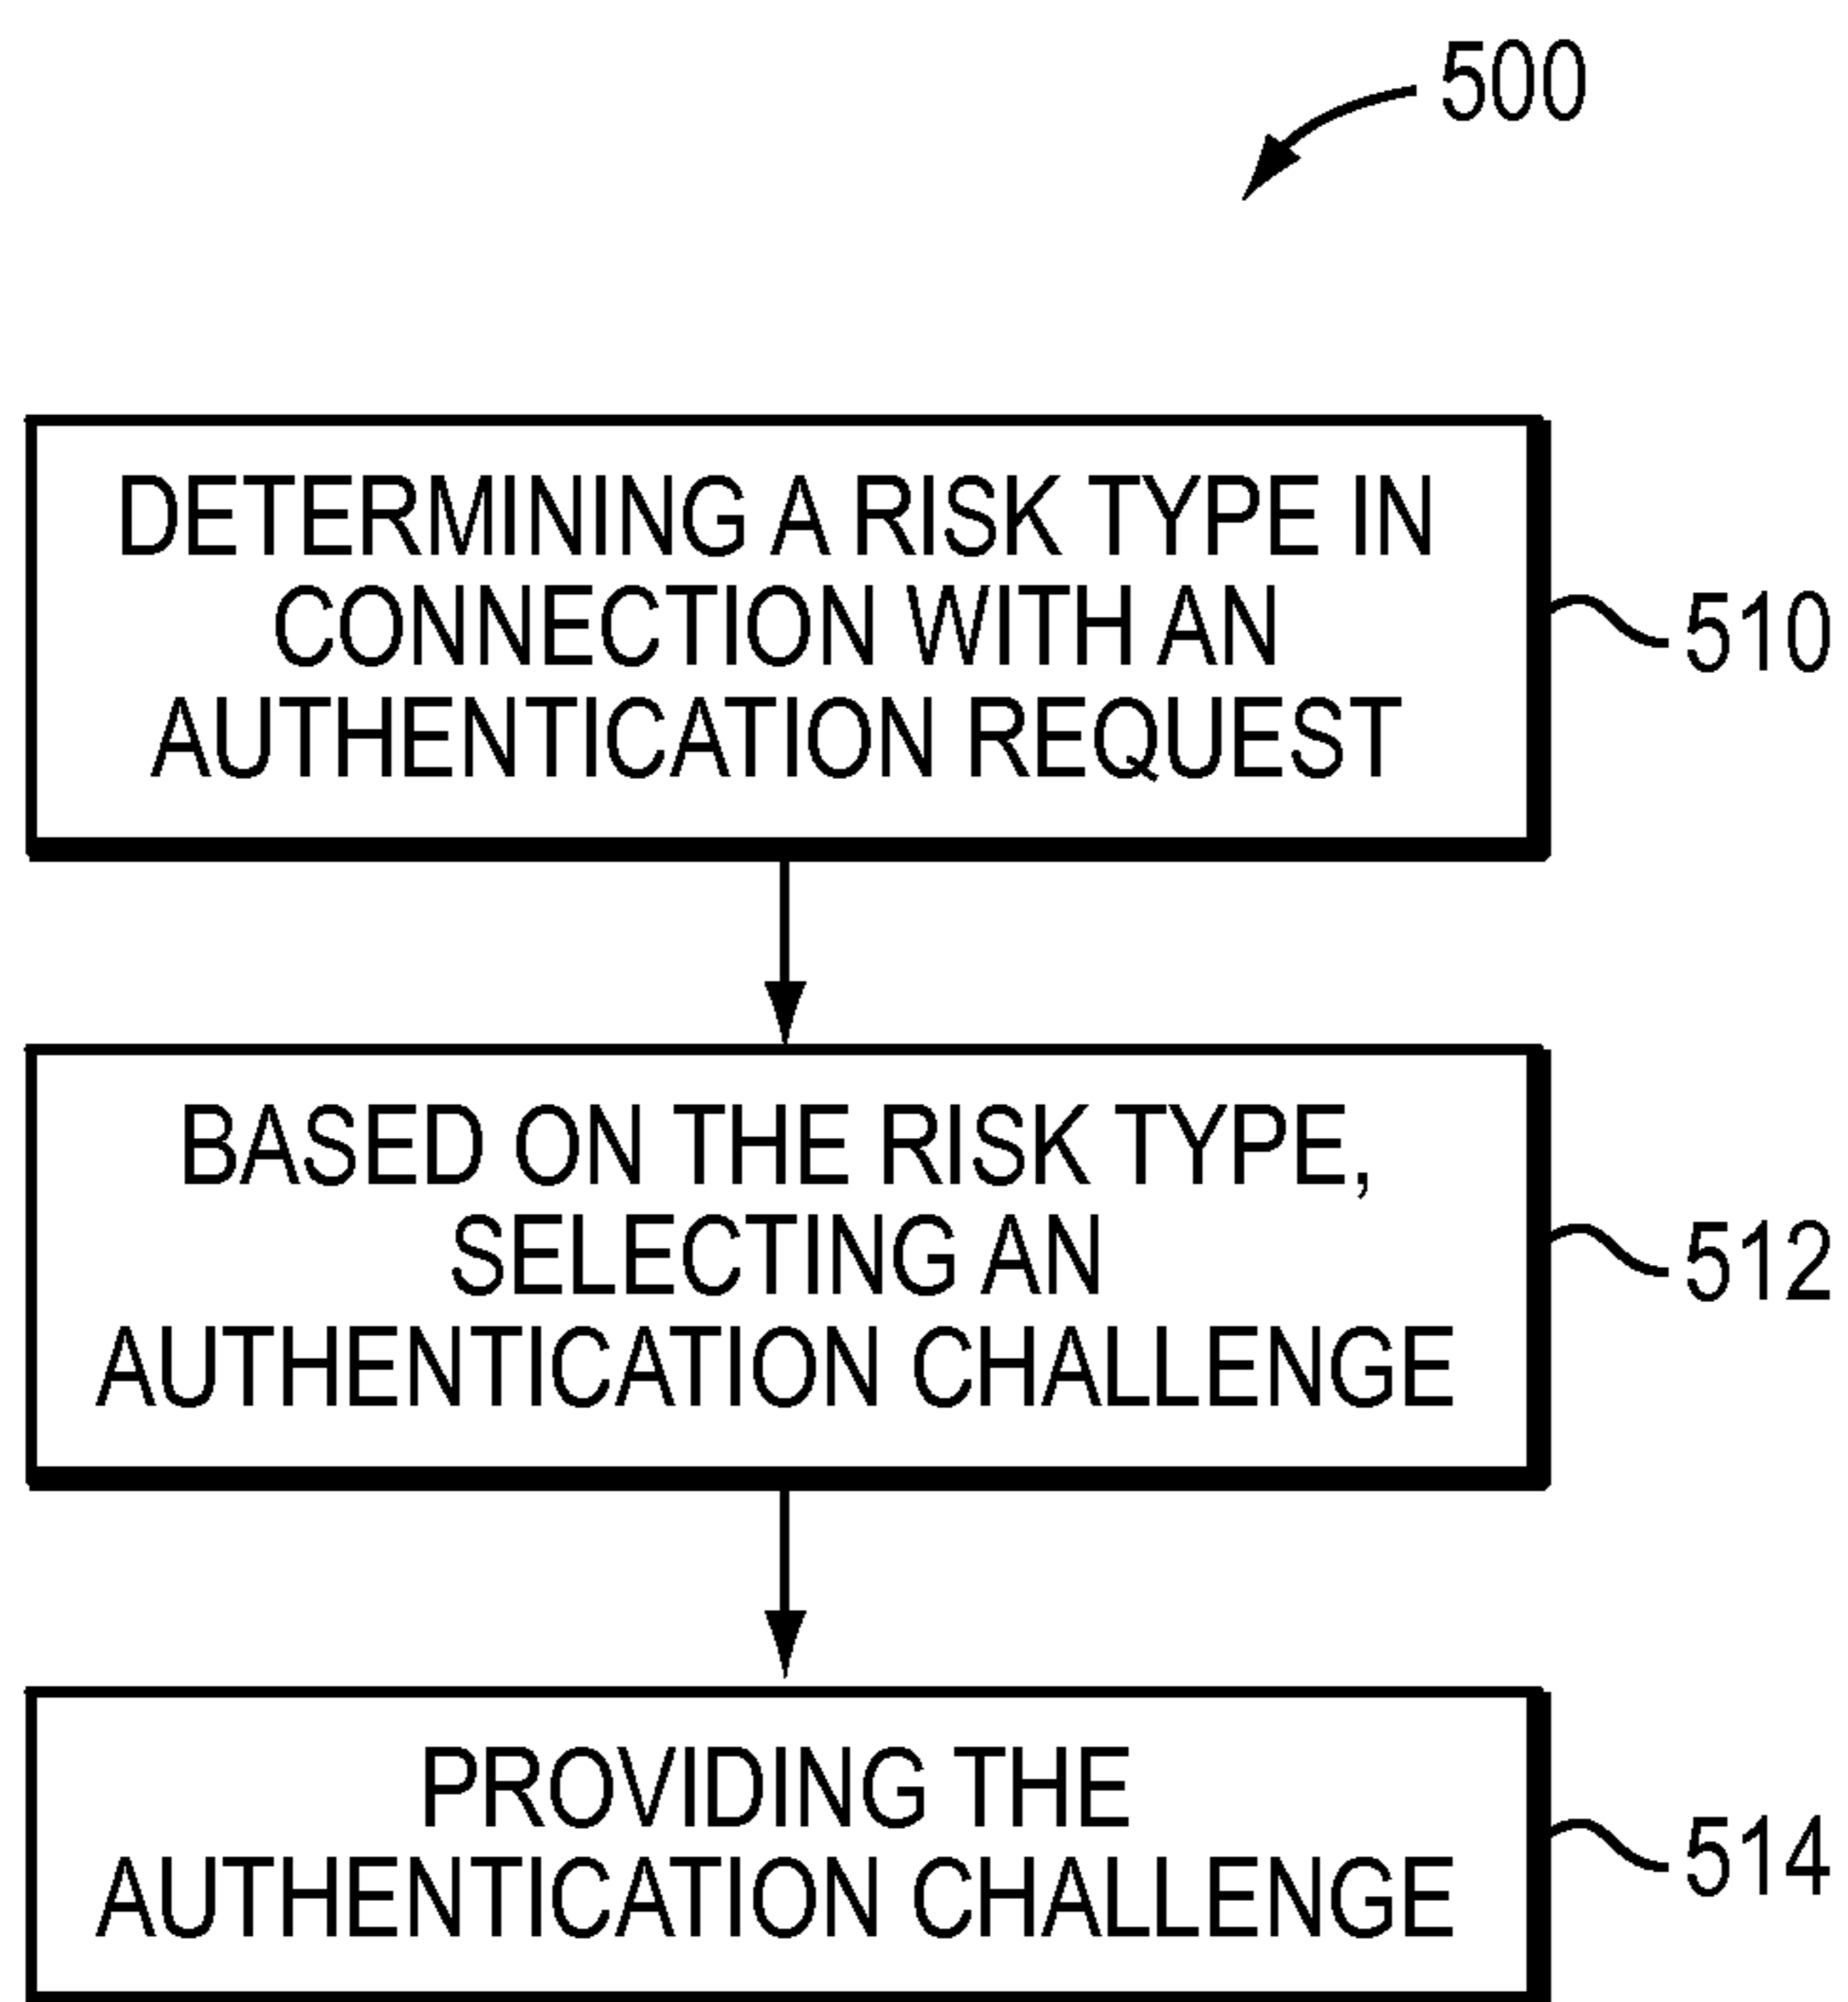 500
DETERMINING A RISK TYPE IN
CONNECTION WITH AN
AUTHENTICATION REQUEST
510
BASED ON THE RISK TYPE,
SELECTING AN
AUTHENTICATION CHALLENGE
512
PROVIDING THE
AUTHENTICATION CHALLENGE
514